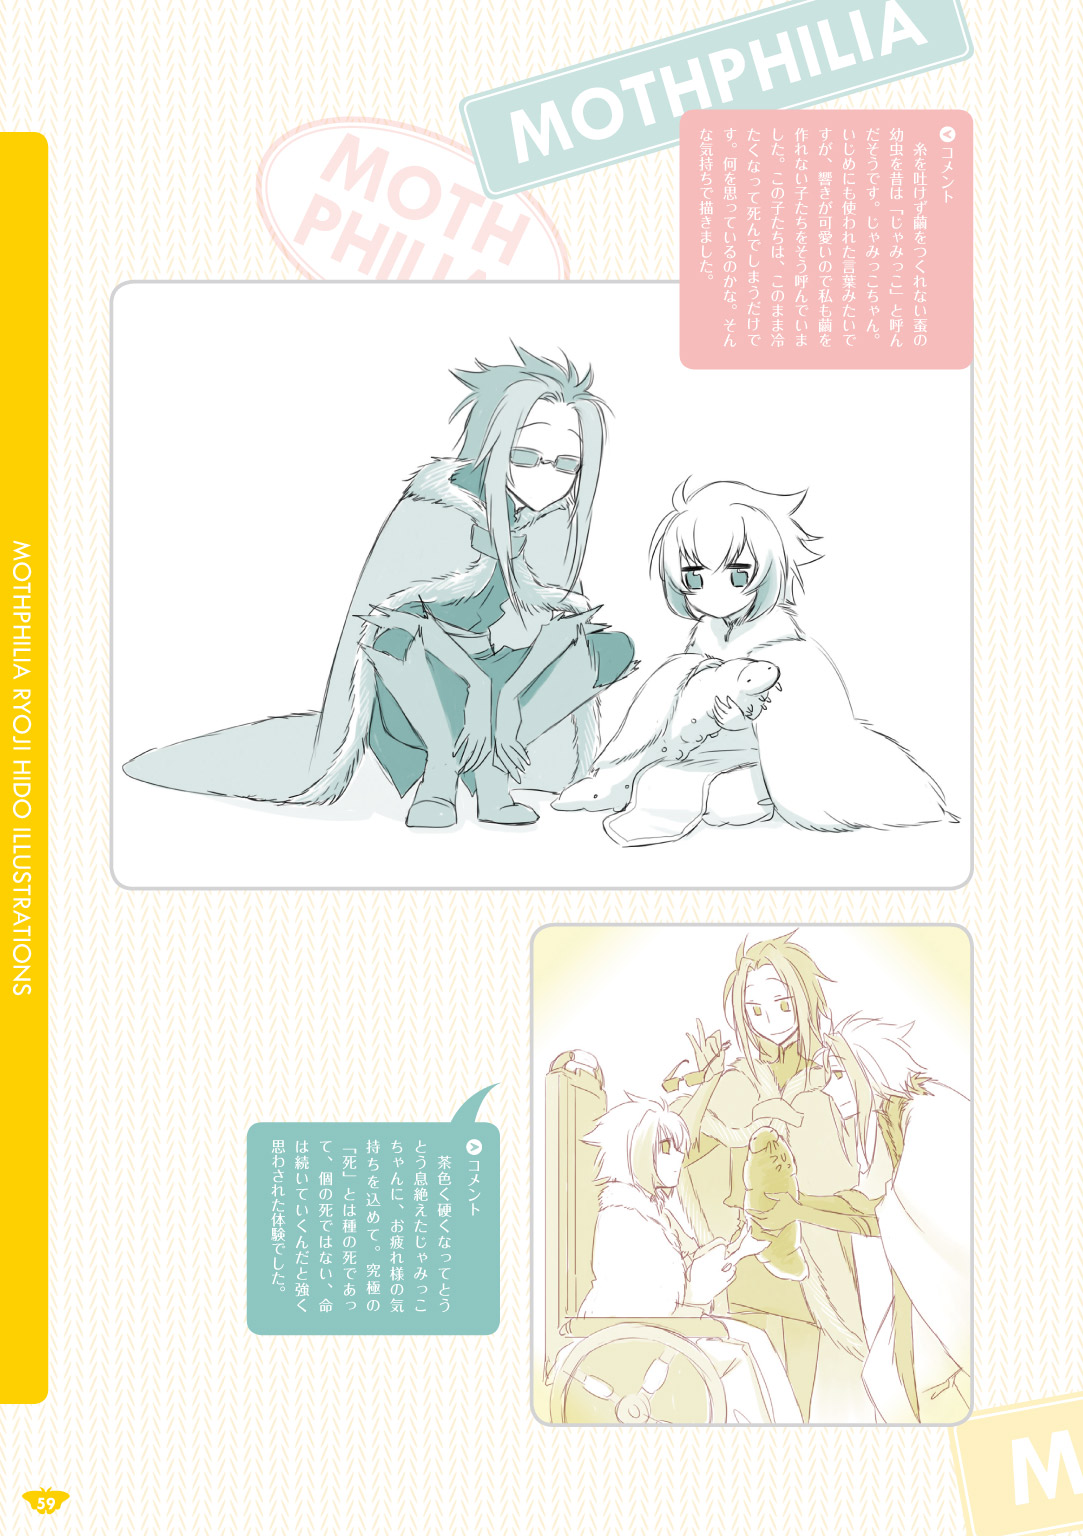 MOTHPHILIA
MOTH
PHILIA
コメント
糸を吐けず繭をつくれない蚕の
幼虫を昔は「じゃみっこ」と呼ん
だそうです。じゃみっこちゃん。
いじめにも使われた言葉みたいで
すが、響きが可愛いので私も繭を
作れない子たちをそう呼んでいま
した。この子たちは、このまま冷
たくなって死んでしまうだけで
す。何を思っているのかな。そん
な気持ちで描きました。
コメント
茶色く硬くなってとう
とう息絶えたじゃみっこ
ちゃんに、お疲れ様の気
持ちを込めて。究極の
「死」とは種の死であっ
て、個の死ではない、命
は続いていくんだと強く
思わされた体験でした。
MOTHPHILIA RYOJI HIDO ILLUSTRATIONS
59
M